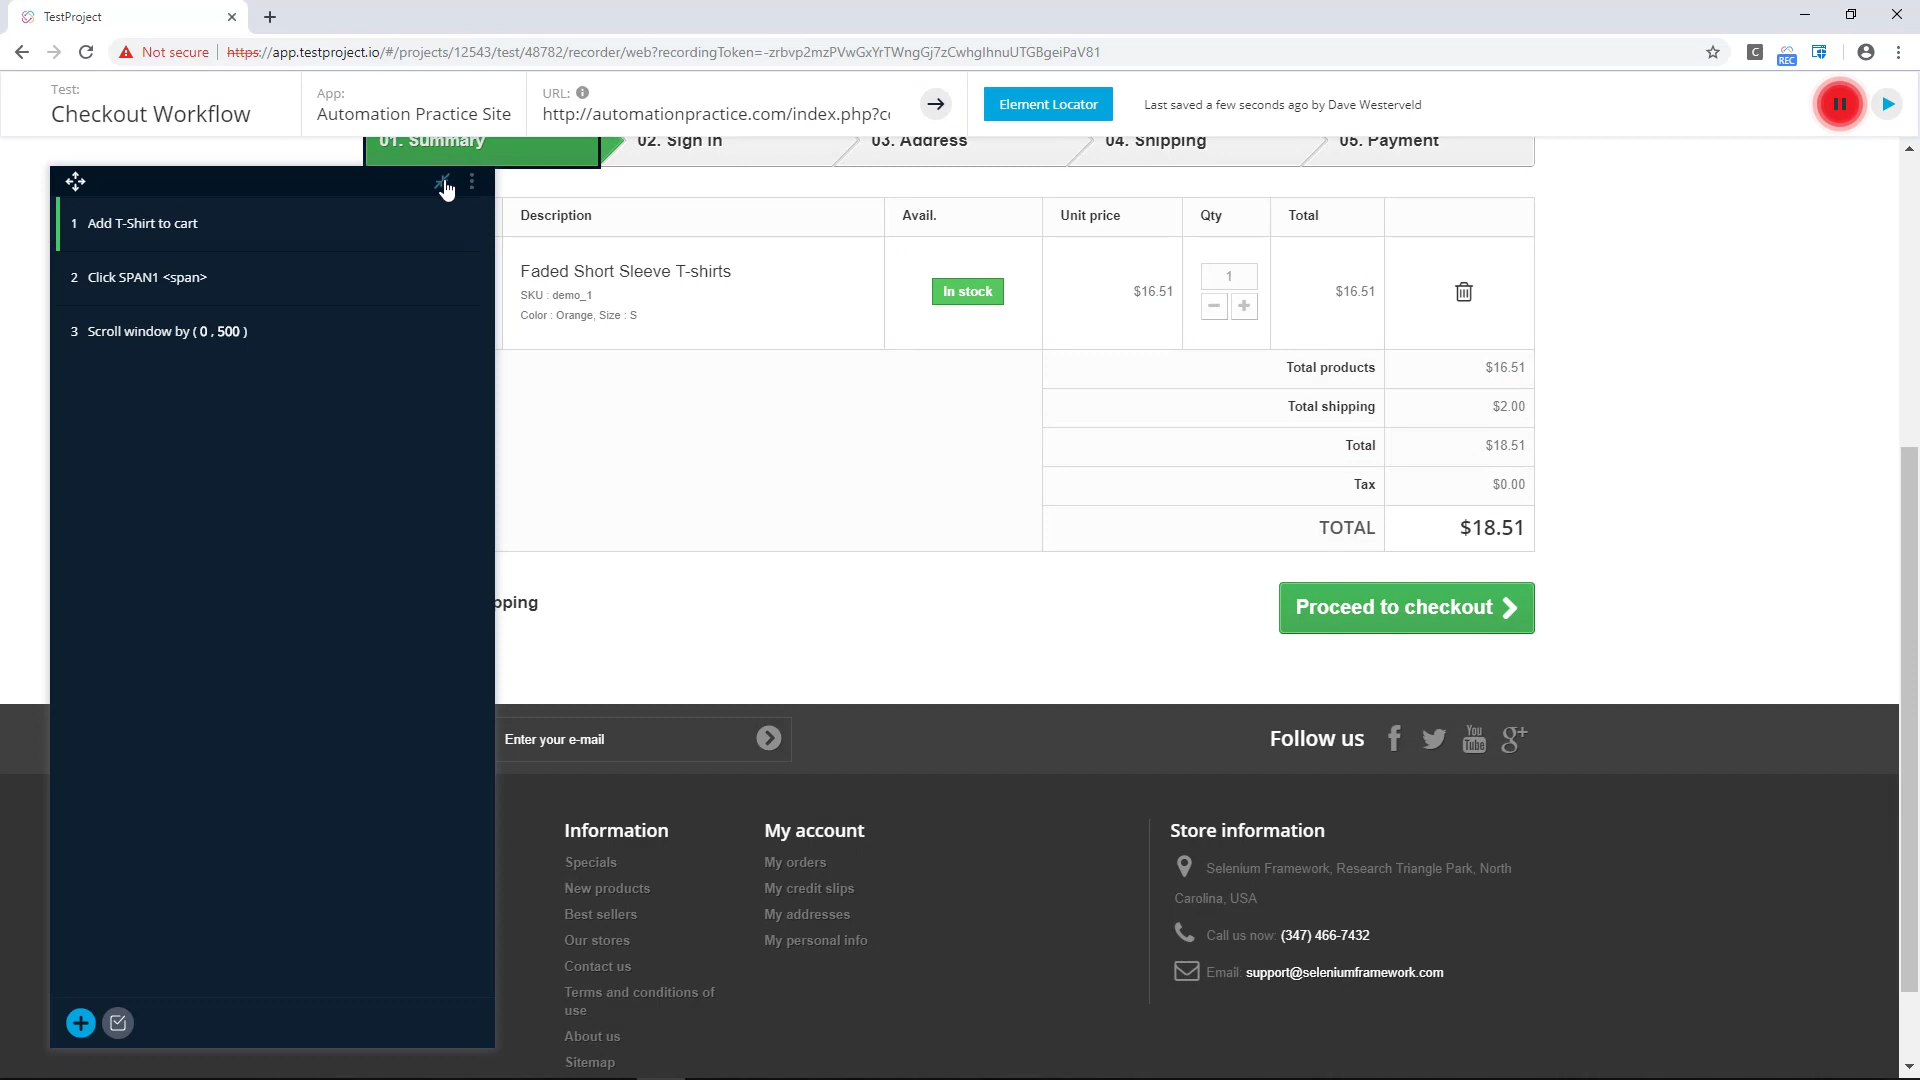 TestProject
Not secure
https://app.testproject.io/#/projects/12543/test/48782/recorder/web?recordingToken=-zrbvp2mzPVwGxYrTWngGj7zCwhgIhnuUTGBgeiPaV81
C
REC
Test:
Checkout Workflow
App:
Automation Practice Site
URL:
http://automationpractice.com/index.php?c
Element Locator
Last saved a few seconds ago by Dave Westerveld
01. Summary
02. Sign in
03. Address
04. Shipping
05. Payment
1 Add T-Shirt to cart
2 Click SPAN1 <span>
3 Scroll window by ( 0 , 500 )
Description
Avail.
Unit price
Qty
Total
Faded Short Sleeve T-shirts
SKU : demo_1
Color : Orange, Size : S
In stock
$16.51
1
$16.51
Total products
$16.51
Total shipping
$2.00
Total
$18.51
Tax
$0.00
TOTAL
$18.51
pping
Proceed to checkout
Enter your e-mail
Follow us
You
Tube
g+
Information
Specials
New products
Best sellers
Our stores
Contact us
Terms and conditions of
use
About us
Sitemap
My account
My orders
My credit slips
My addresses
My personal info
Store information
Selenium Framework, Research Triangle Park, North
Carolina, USA
Call us now: (347) 466-7432
Email: support@seleniumframework.com